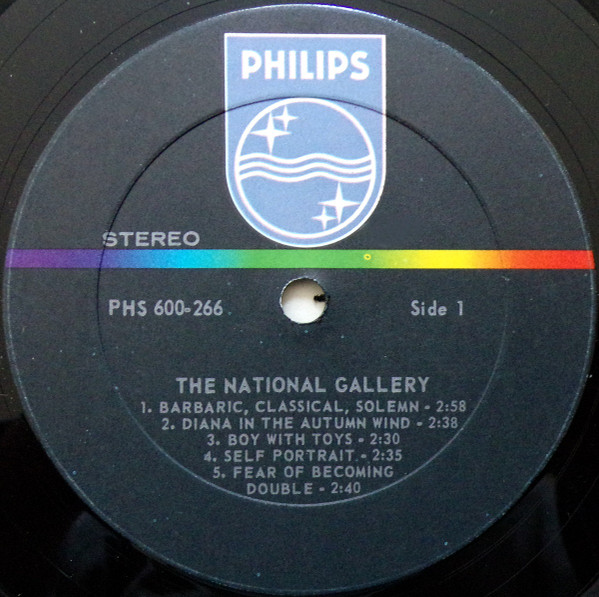 PHILIPS
STEREO
PHS 600-266
Side 1
THE NATIONAL GALLERY
1. BARBARIC, CLASSICAL, SOLEMN - 2:58
2. DIANA IN THE AUTUMN WIND - 2:38
3. BOY WITH TOYS - 2:30
4. SELF PORTRAIT - 2:35
5. FEAR OF BECOMING
DOUBLE - 2:40